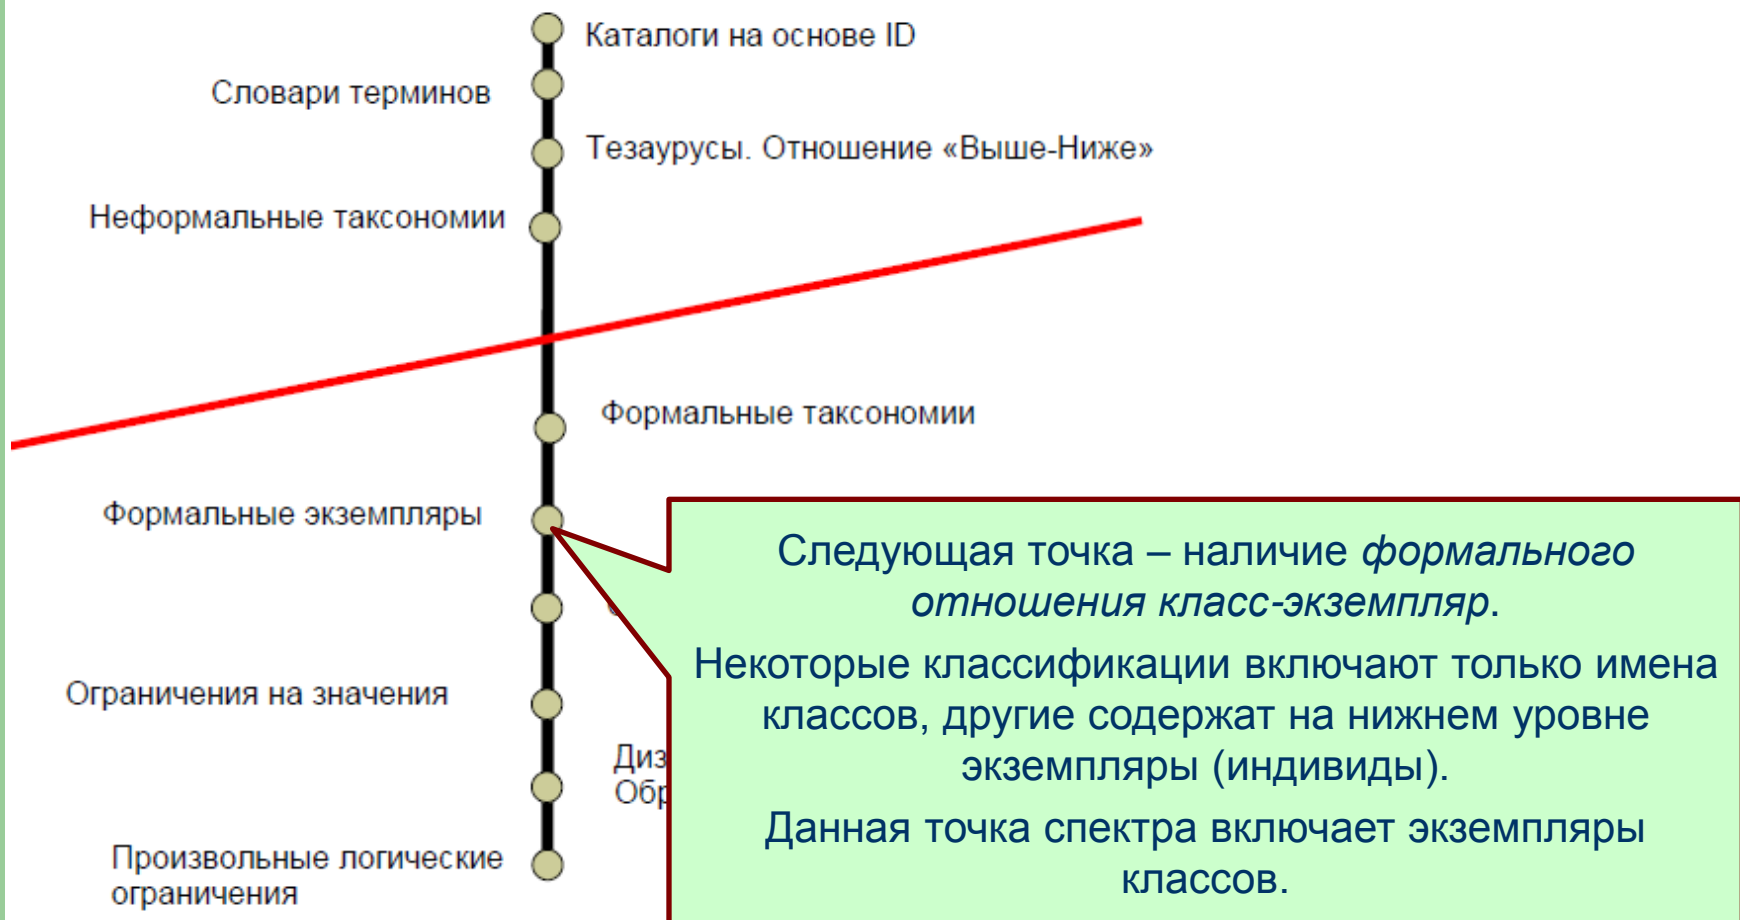 Каталоги на основе ID
Словари терминов
Тезаурусы. Отношение «Выше-Ниже»
Неформальные таксономии
Формальные таксономии
Формальные экземпляры
Следующая точка – наличие формального
отношения класс-экземпляр.
Некоторые классификации включают только имена
классов, другие содержат на нижнем уровне
экземпляры (индивиды).
Данная точка спектра включает экземпляры
классов.
Ограничения на значения
Произвольные логические
ограничения